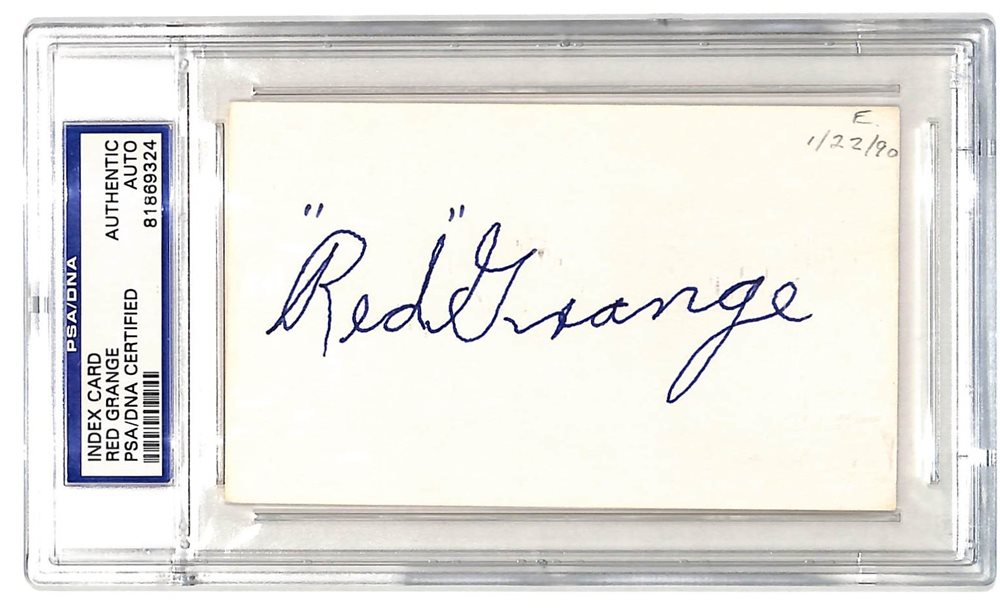 PSA/DNA
INDEX CARD
RED GRANGE
PSA/DNA CERTIFIED
AUTHENTIC
AUTO
81869324
E.
1/22/90
"Red" Grange